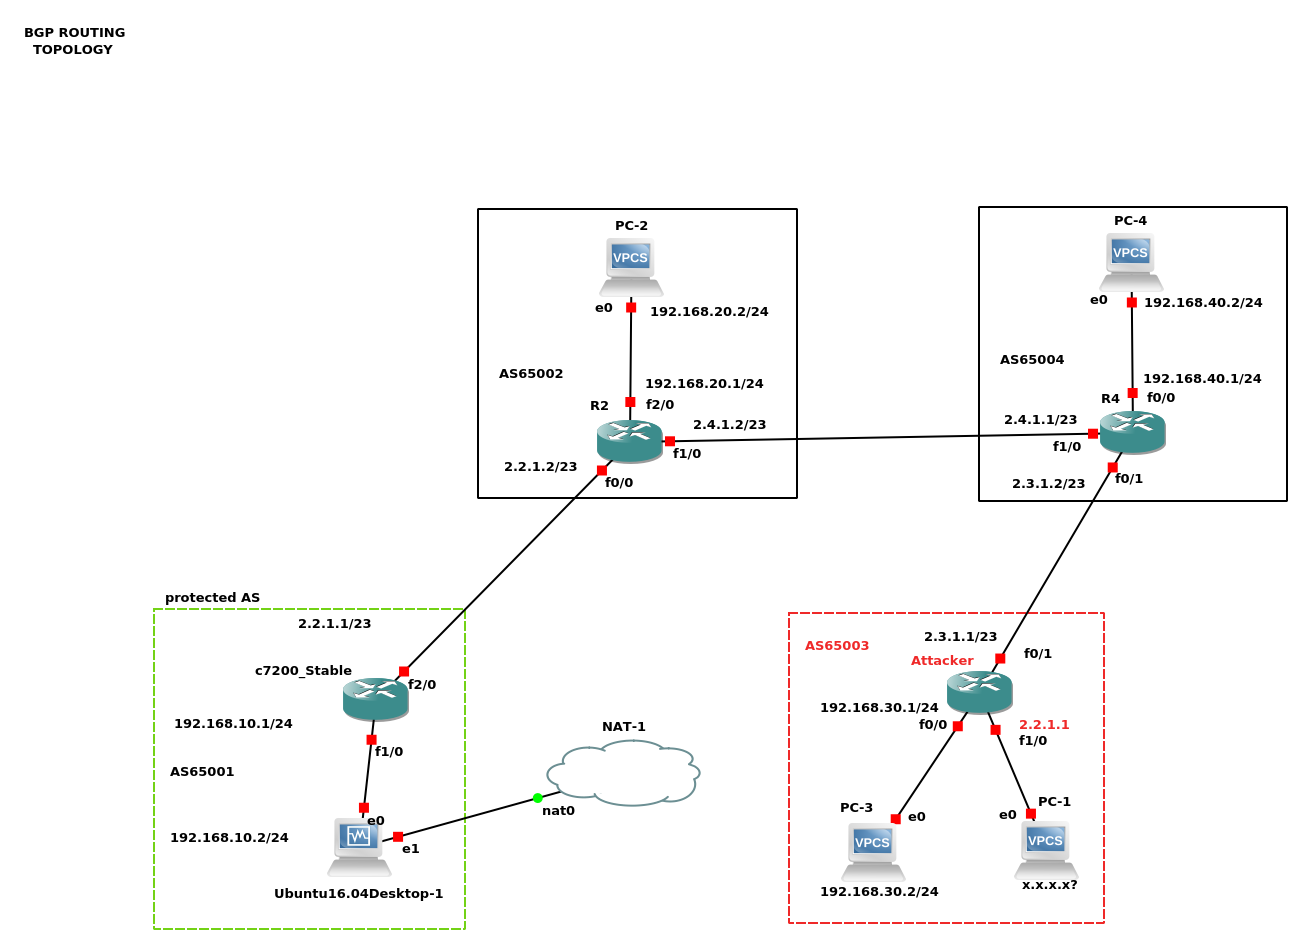 BGP ROUTING
TOPOLOGY
PC-2
VPCS
e0
192.168.20.2/24
AS65002
192.168.20.1/24
R2
f2/0
2.4.1.2/23
f1/0
2.2.1.2/23
f0/0
PC-4
VPCS
e0
192.168.40.2/24
AS65004
192.168.40.1/24
R4
f0/0
2.4.1.1/23
f1/0
2.3.1.2/23
f0/1
protected AS
2.2.1.1/23
c7200_Stable
f2/0
192.168.10.1/24
f1/0
AS65001
e0
192.168.10.2/24
e1
Ubuntu16.04Desktop-1
NAT-1
nat0
AS65003
2.3.1.1/23
f0/1
Attacker
192.168.30.1/24
f0/0
2.2.1.1
f1/0
PC-3
e0
VPCS
192.168.30.2/24
PC-1
e0
VPCS
x.x.x.x?